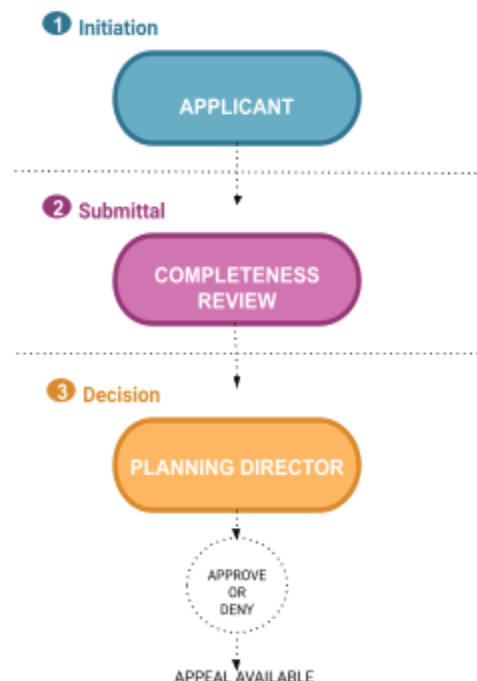 1 Initiation
APPLICANT
2 Submittal
COMPLETENESS
REVIEW
3 Decision
PLANNING DIRECTOR
APPROVE
OR
DENY
APPEAL AVAILABLE